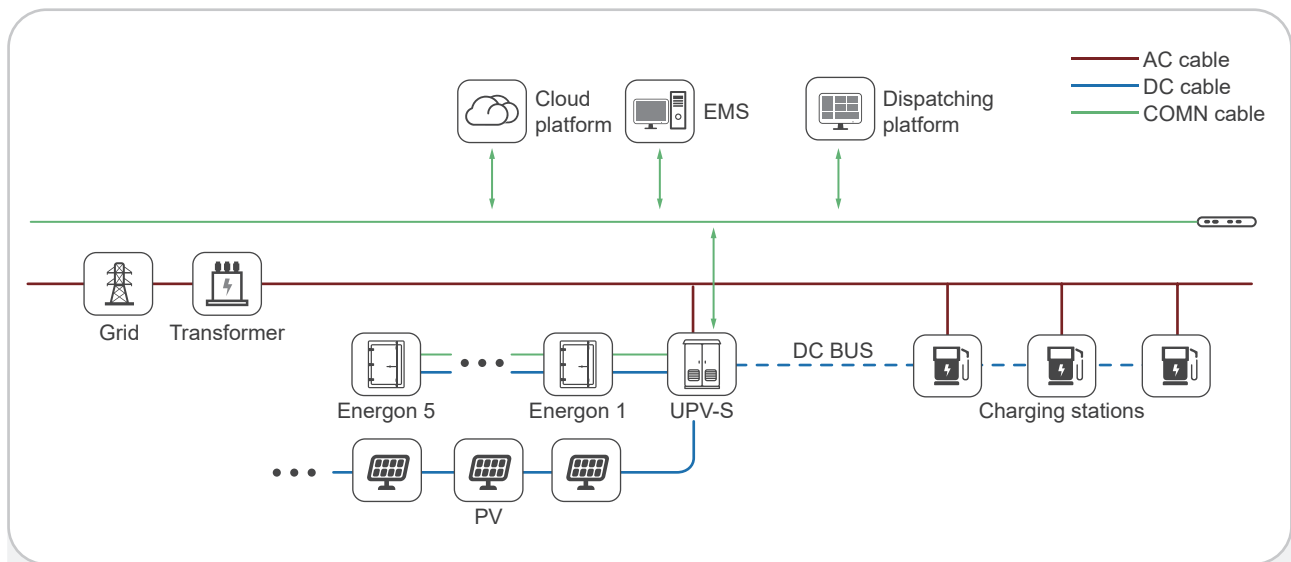 AC cable
DC cable
COMN cable
Cloud
platform
EMS
Dispatching
platform
Grid
Transformer
DC BUS
Energon 5
Energon 1
UPV-S
Charging stations
PV